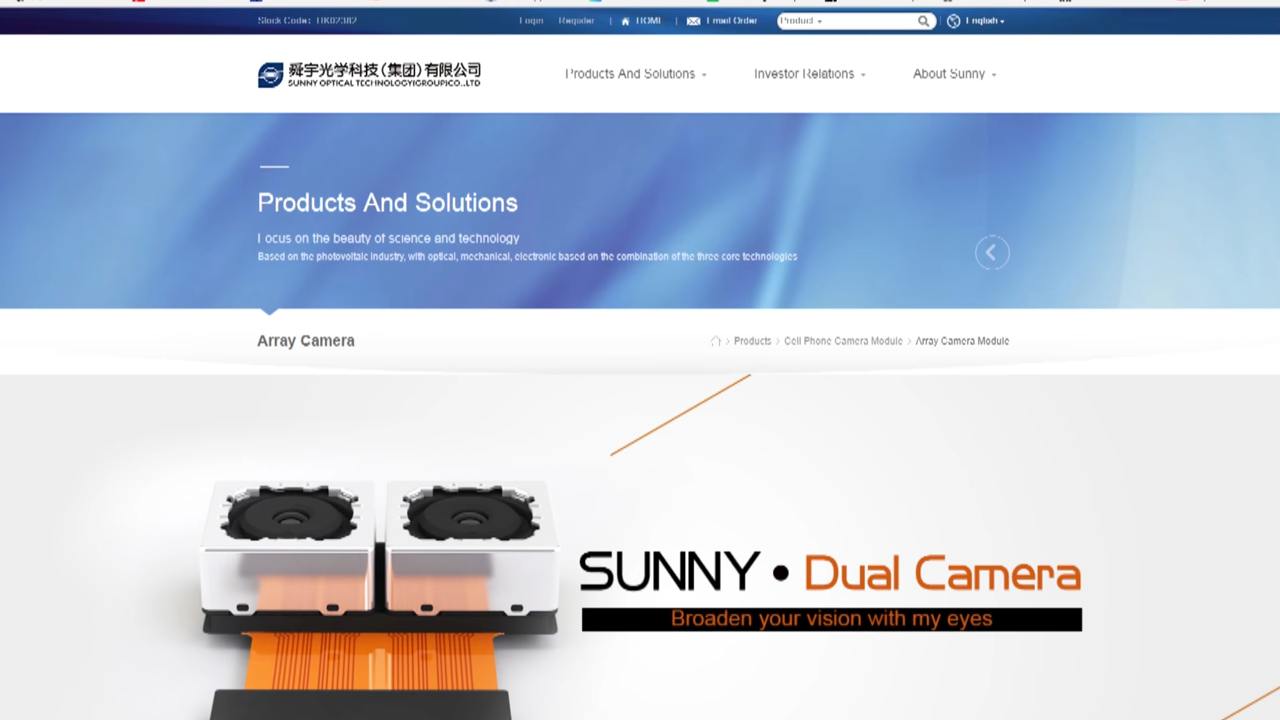 Stock Code: HK02382
Login Register | HOME | Email Order Product English
舜宇光学科技(集团)有限公司
SUNNY OPTICAL TECHNOLOGY(GROUP)CO.,LTD
Products And Solutions Investor Relations About Sunny
Products And Solutions
Focus on the beauty of science and technology
Based on the photovoltaic industry, with optical, mechanical, electronic based on the combination of the three core technologies
Array Camera
> Products > Cell Phone Camera Module > Array Camera Module
SUNNY • Dual Camera
Broaden your vision with my eyes